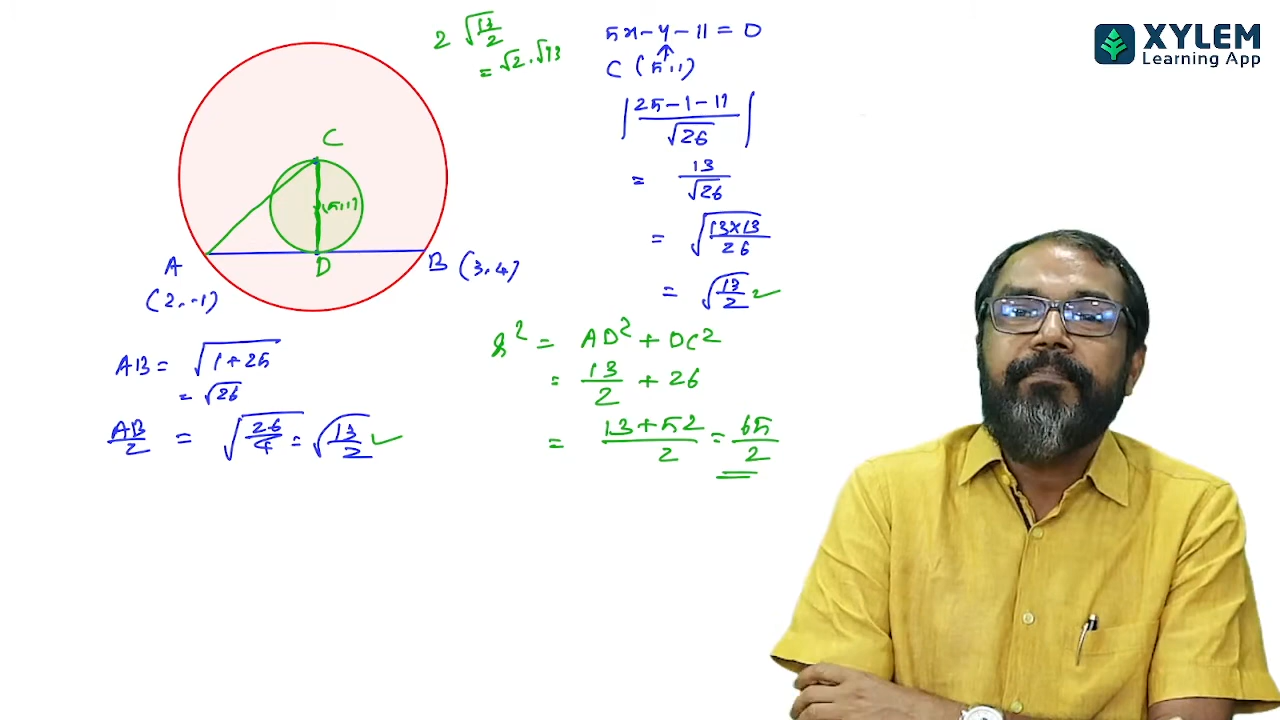 XYLEM
Learning App
2 √13/2
= √2 . √13
5x - y - 11 = 0
C (5, 1)
|25 - 1 - 11 / √26|
= 13/√26
= √13×13/26
= √13/2 ✓
C
(5,1)
A
D
B (3,4)
(2,-1)
AB = √1+25
= √26
AB/2 = √26/4 = √13/2 ✓
r² = AD² + DC²
= 13/2 + 26
= 13+52/2 = 65/2